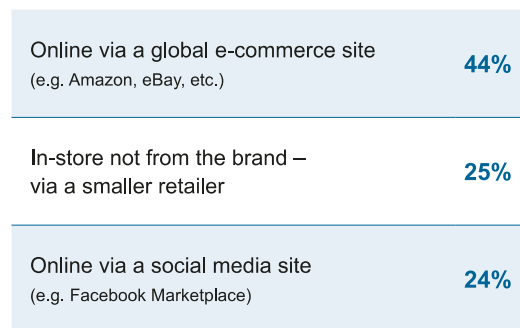 Online via a global e-commerce site
(e.g. Amazon, eBay, etc.)
44%
In-store not from the brand –
via a smaller retailer
25%
Online via a social media site
(e.g. Facebook Marketplace)
24%